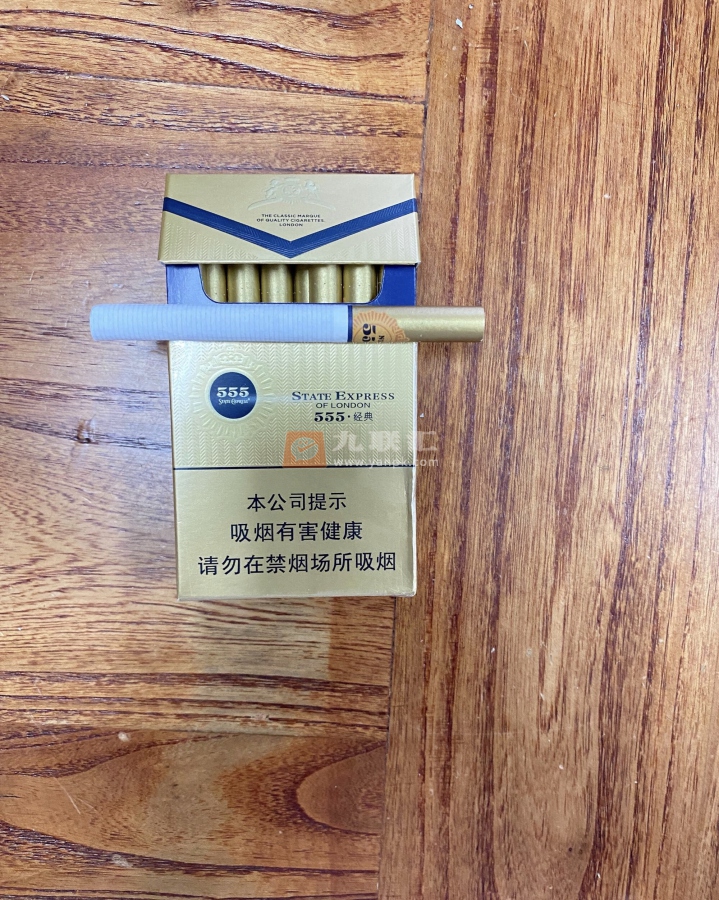 THE CLASSIC MARQUE
OF QUALITY CIGARETTES.
LONDON
555
STATE EXPRESS
STATE EXPRESS
OF LONDON
555·经典
九联汇
本公司提示
吸烟有害健康
请勿在禁烟场所吸烟